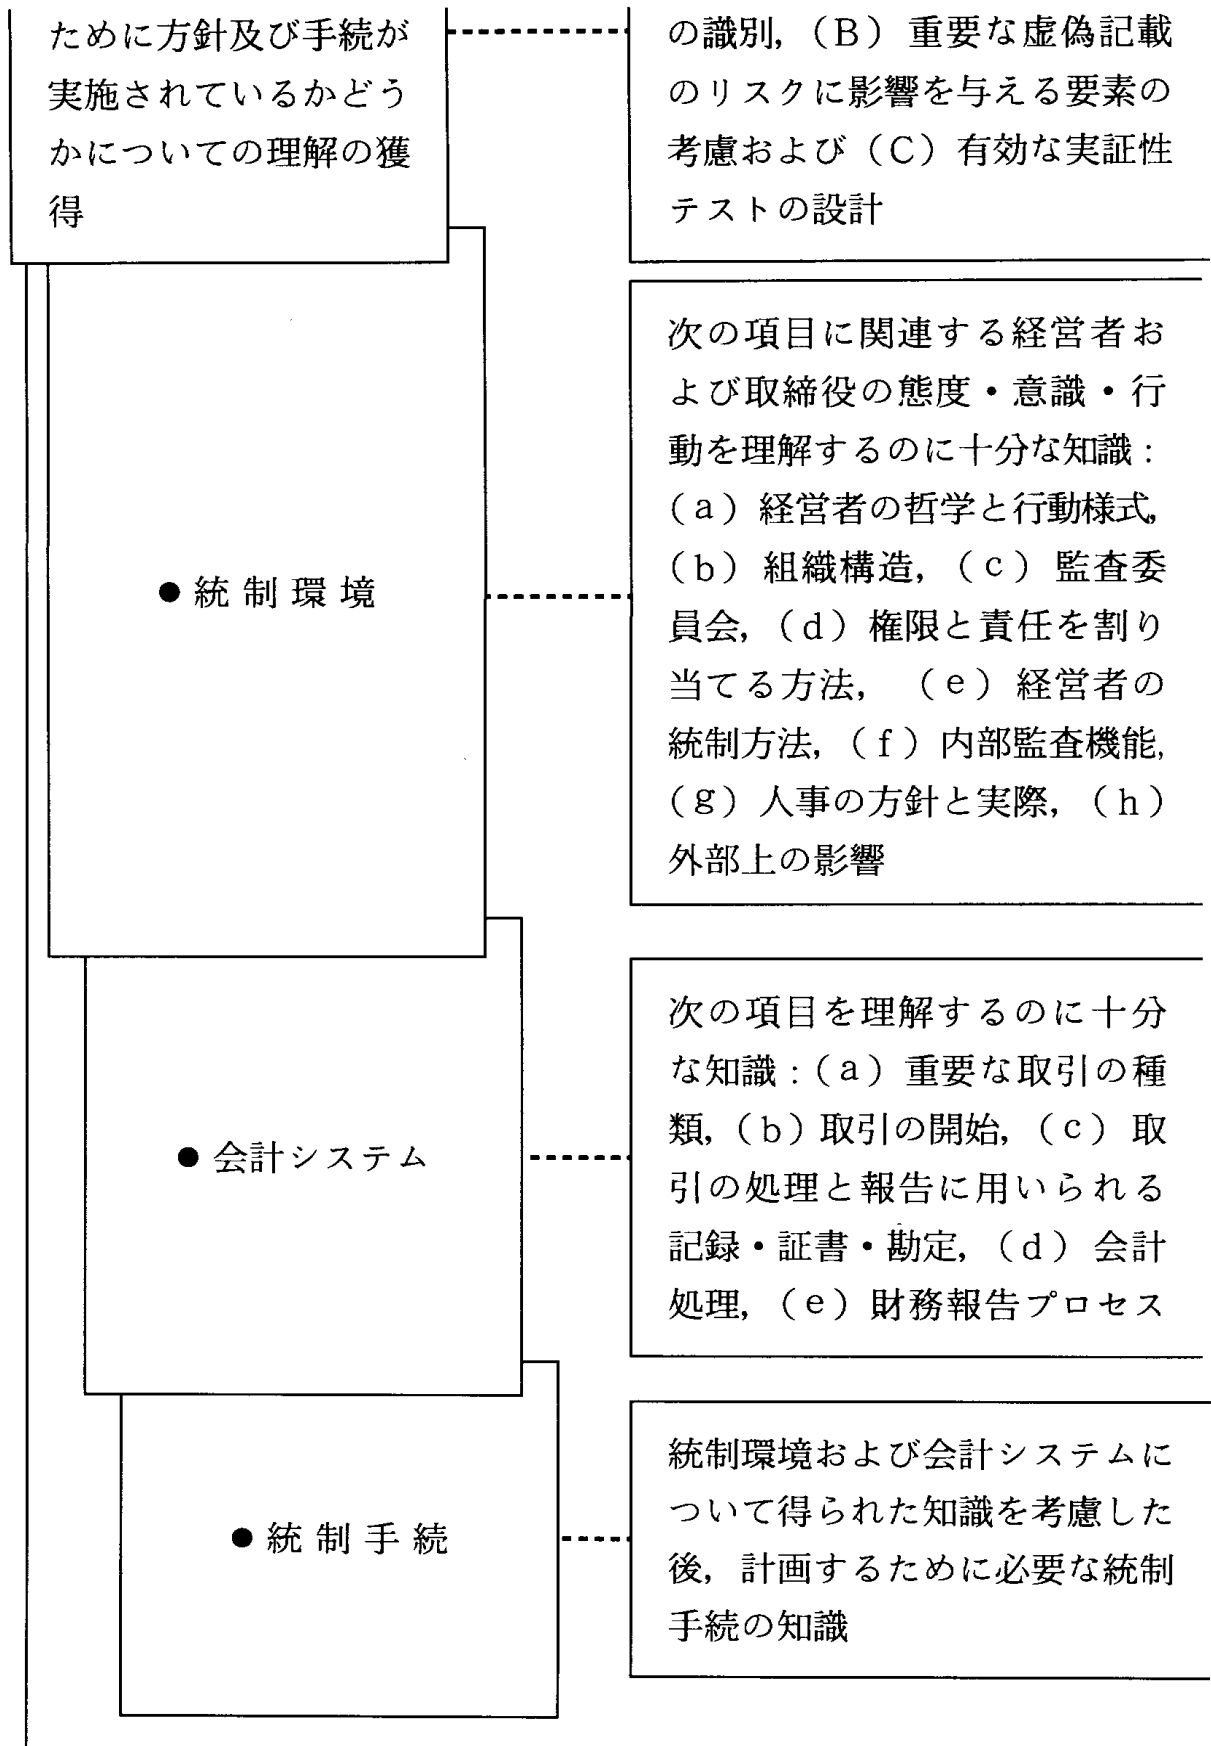 ために方針及び手続が
実施されているかどう
かについての理解の獲
得
の識別,（B）重要な虚偽記載
のリスクに影響を与える要素の
考慮および（C）有効な実証性
テストの設計
●統制環境
次の項目に関連する経営者お
よび取締役の態度・意識・行
動を理解するのに十分な知識：
（a）経営者の哲学と行動様式,
（b）組織構造,（c）監査委
員会,（d）権限と責任を割り
当てる方法,（e）経営者の
統制方法,（f）内部監査機能,
（g）人事の方針と実際,（h）
外部上の影響
●会計システム
次の項目を理解するのに十分
な知識：（a）重要な取引の種
類,（b）取引の開始,（c）取
引の処理と報告に用いられる
記録・証書・勘定,（d）会計
処理,（e）財務報告プロセス
●統制手続
統制環境および会計システムに
ついて得られた知識を考慮した
後, 計画するために必要な統制
手続の知識